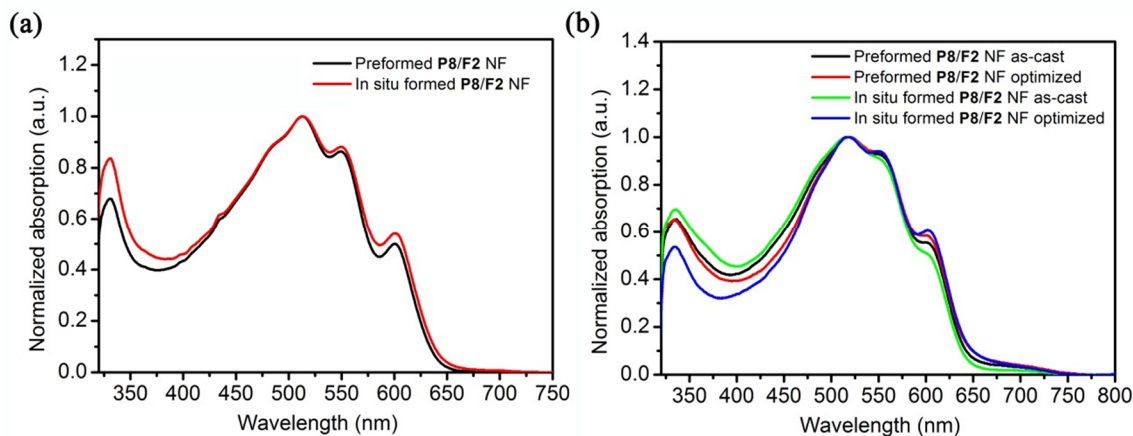 (a)
Normalized absorption (a.u.)
1.2
1.0
0.8
0.6
0.4
0.2
0.0
Preformed P8/F2 NF
In situ formed P8/F2 NF
350 400 450 500 550 600 650 700 750
Wavelength (nm)
(b)
Normalized absorption (a.u.)
1.4
1.2
1.0
0.8
0.6
0.4
0.2
0.0
Preformed P8/F2 NF as-cast
Preformed P8/F2 NF optimized
In situ formed P8/F2 NF as-cast
In situ formed P8/F2 NF optimized
350 400 450 500 550 600 650 700 750 800
Wavelength (nm)